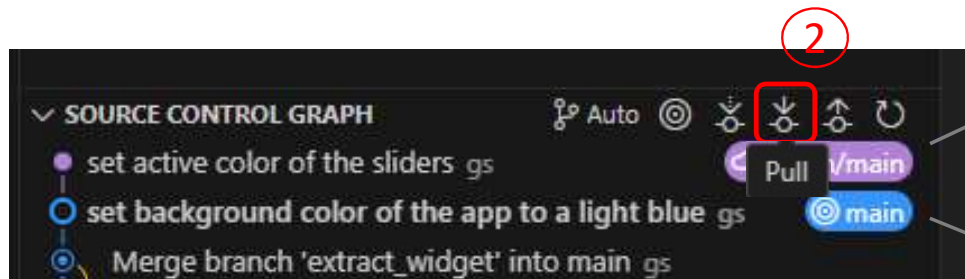 2
SOURCE CONTROL GRAPH Auto
set active color of the sliders gs /main
Pull
set background color of the app to a light blue gs main
Merge branch 'extract_widget' into main gs